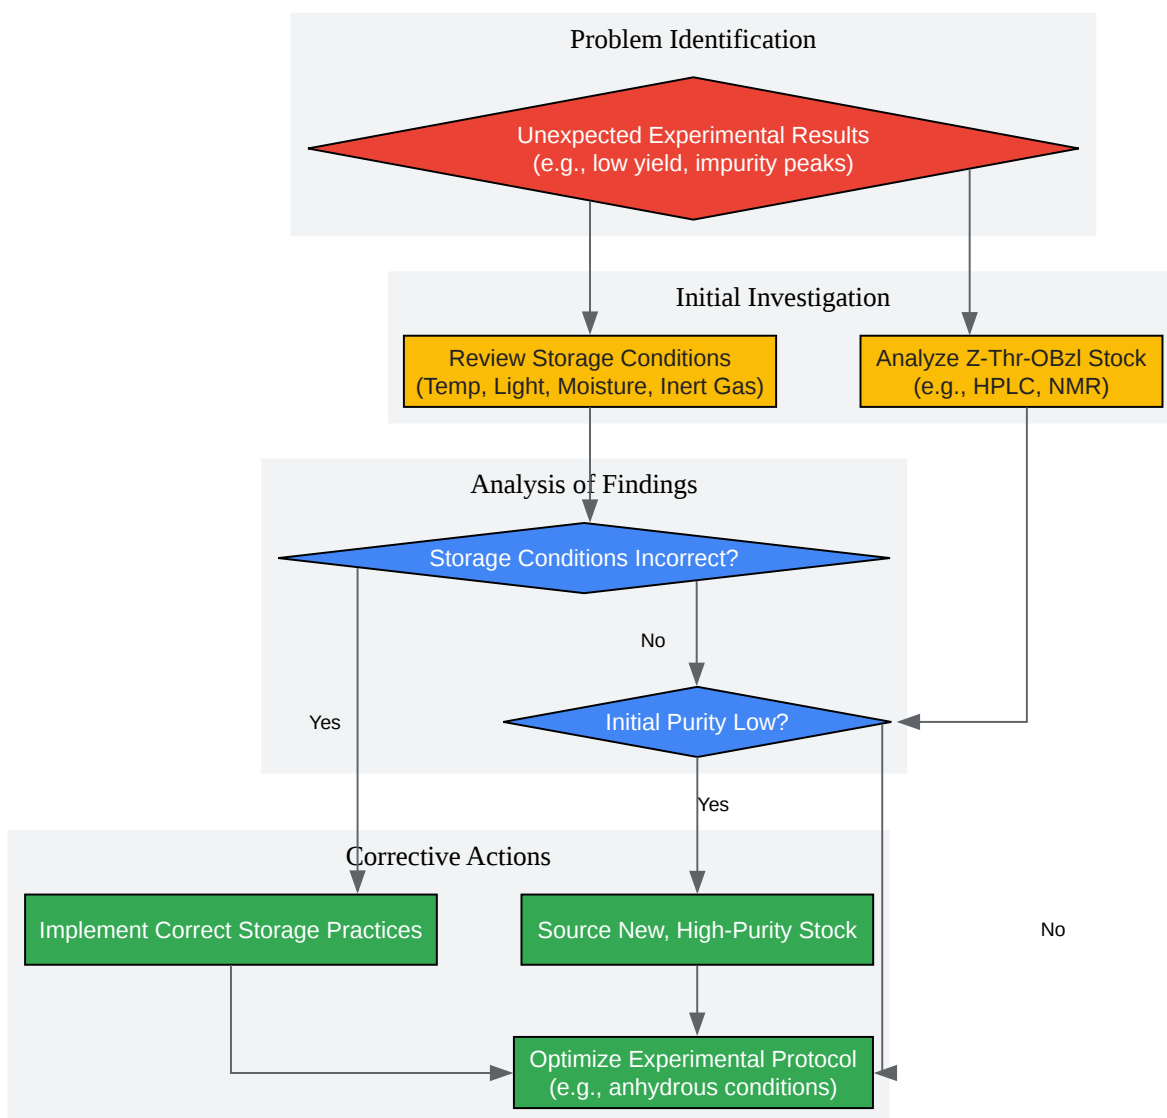 Problem Identification
Unexpected Experimental Results
(e.g., low yield, impurity peaks)
Initial Investigation
Review Storage Conditions
(Temp, Light, Moisture, Inert Gas)
Analyze Z-Thr-OBzl Stock
(e.g., HPLC, NMR)
Analysis of Findings
Storage Conditions Incorrect?
No
Yes
Initial Purity Low?
Yes
Corrective Actions
Implement Correct Storage Practices
Source New, High-Purity Stock
No
Optimize Experimental Protocol
(e.g., anhydrous conditions)